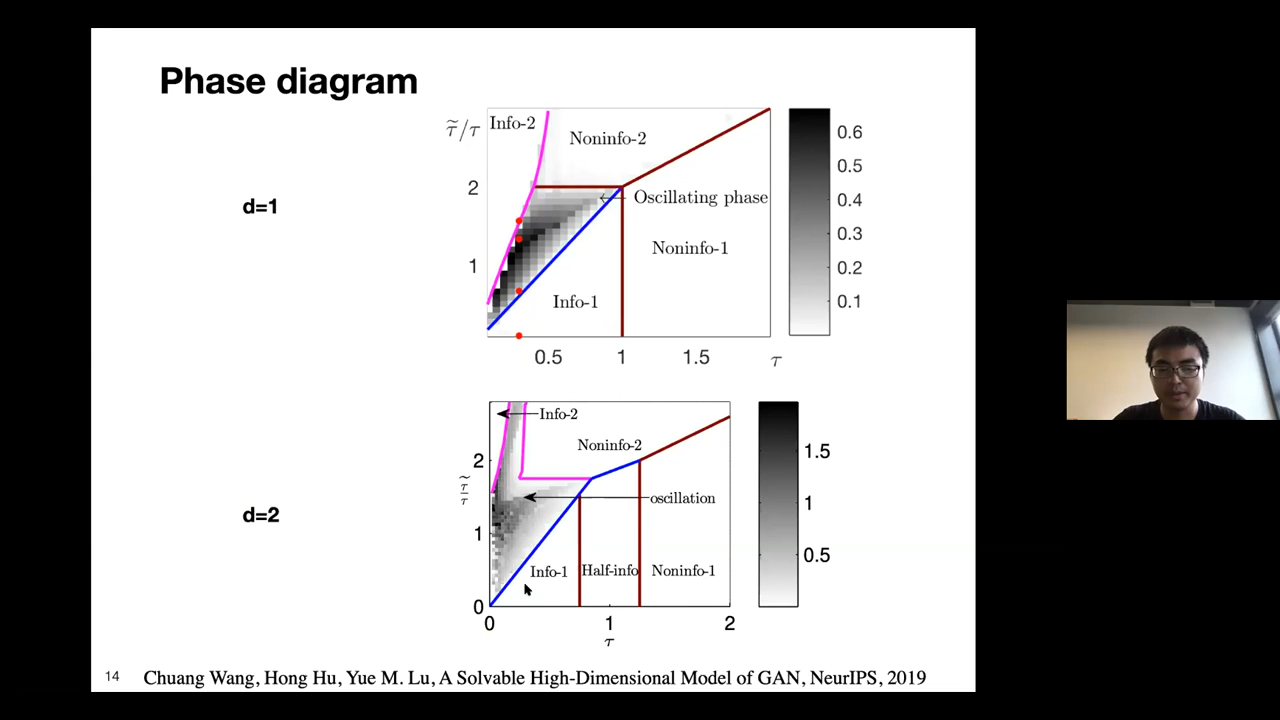 Phase diagram
d=1
τ̃/τ
Info-2
Noninfo-2
Oscillating phase
Noninfo-1
Info-1
2
1
0.5
1
1.5
τ
0.6
0.5
0.4
0.3
0.2
0.1
d=2
τ̃/τ
Info-2
Noninfo-2
oscillation
Info-1
Half-info
Noninfo-1
2
1
0
0
1
2
τ
1.5
1
0.5
14
Chuang Wang, Hong Hu, Yue M. Lu, A Solvable High-Dimensional Model of GAN, NeurIPS, 2019